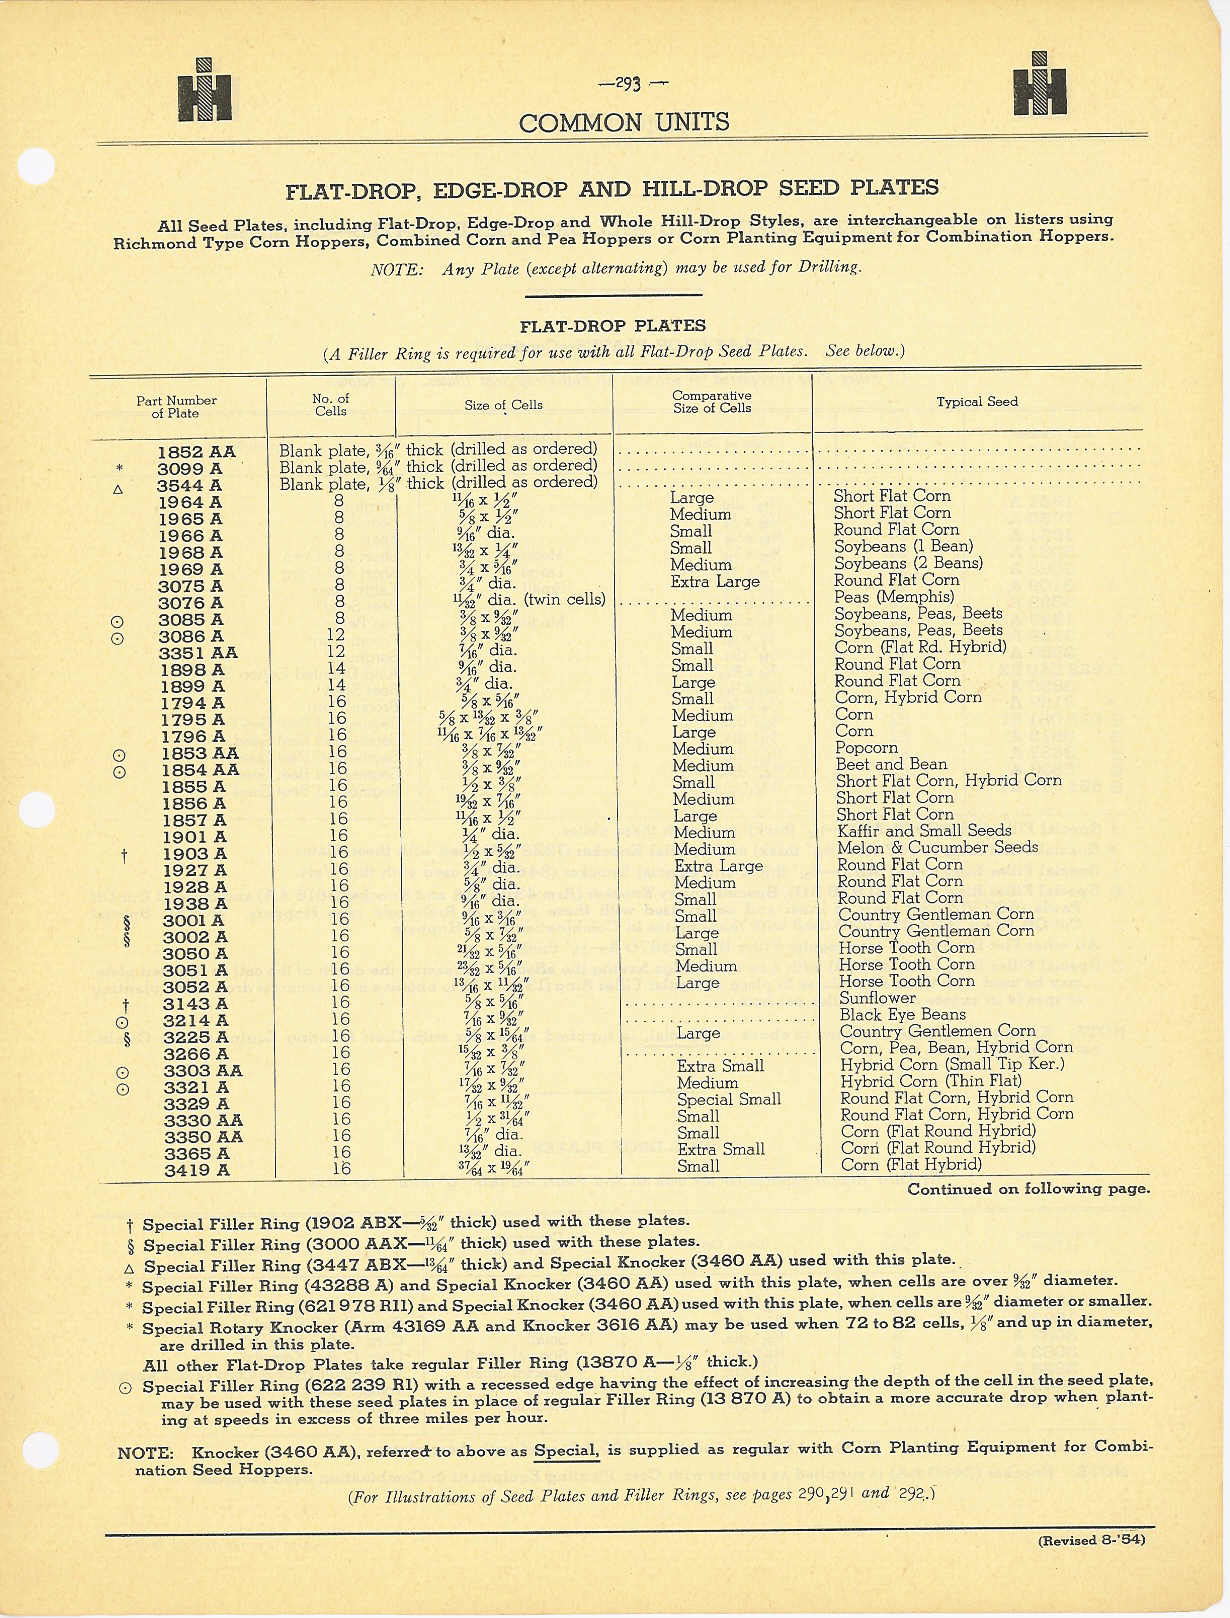 —293 —
COMMON UNITS
FLAT-DROP, EDGE-DROP AND HILL-DROP SEED PLATES
All Seed Plates, including Flat-Drop, Edge-Drop and Whole Hill-Drop Styles, are interchangeable on listers using
Richmond Type Corn Hoppers, Combined Corn and Pea Hoppers or Corn Planting Equipment for Combination Hoppers.
NOTE: Any Plate (except alternating) may be used for Drilling.
FLAT-DROP PLATES
(A Filler Ring is required for use with all Flat-Drop Seed Plates. See below.)
Part Number of Plate | No. of Cells | Size of Cells | Comparative Size of Cells | Typical Seed
1852 AA Blank plate, 3/16" thick (drilled as ordered)
* 3099 A Blank plate, 9/64" thick (drilled as ordered)
△ 3544 A Blank plate, 1/8" thick (drilled as ordered)
1964 A 8 11/16 x 1/2" Large Short Flat Corn
1965 A 8 5/8 x 1/2" Medium Short Flat Corn
1966 A 8 9/16" dia. Small Round Flat Corn
1968 A 8 13/32 x 1/4" Small Soybeans (1 Bean)
1969 A 8 3/4 x 5/16" Medium Soybeans (2 Beans)
3075 A 8 3/4" dia. Extra Large Round Flat Corn
3076 A 8 11/32" dia. (twin cells) Peas (Memphis)
⊙ 3085 A 8 3/8 x 9/32" Medium Soybeans, Peas, Beets
⊙ 3086 A 12 3/8 x 9/32" Medium Soybeans, Peas, Beets
3351 AA 12 7/16" dia. Small Corn (Flat Rd. Hybrid)
1898 A 14 9/16" dia. Small Round Flat Corn
1899 A 14 3/4" dia. Large Round Flat Corn
1794 A 16 5/8 x 5/16" Small Corn, Hybrid Corn
1795 A 16 5/8 x 13/32 x 3/8" Medium Corn
1796 A 16 11/16 x 7/16 x 13/32" Large Corn
⊙ 1853 AA 16 3/8 x 7/32" Medium Popcorn
⊙ 1854 AA 16 3/8 x 9/32" Medium Beet and Bean
1855 A 16 1/2 x 3/8" Small Short Flat Corn, Hybrid Corn
1856 A 16 19/32 x 7/16" Medium Short Flat Corn
1857 A 16 11/16 x 1/2" Large Short Flat Corn
1901 A 16 1/4" dia. Medium Kaffir and Small Seeds
† 1903 A 16 1/2 x 5/32" Medium Melon & Cucumber Seeds
1927 A 16 3/4" dia. Extra Large Round Flat Corn
1928 A 16 5/8" dia. Medium Round Flat Corn
1938 A 16 9/16" dia. Small Round Flat Corn
§ 3001 A 16 9/16 x 3/16" Small Country Gentleman Corn
§ 3002 A 16 5/8 x 7/32" Large Country Gentleman Corn
3050 A 16 21/32 x 5/16" Small Horse Tooth Corn
3051 A 16 23/32 x 5/16" Medium Horse Tooth Corn
3052 A 16 13/16 x 11/32" Large Horse Tooth Corn
† 3143 A 16 5/8 x 5/16" Sunflower
⊙ 3214 A 16 7/16 x 9/32" Black Eye Beans
§ 3225 A 16 5/8 x 15/64" Large Country Gentlemen Corn
3266 A 16 15/32 x 3/8" Corn, Pea, Bean, Hybrid Corn
⊙ 3303 AA 16 7/16 x 7/32" Extra Small Hybrid Corn (Small Tip Ker.)
⊙ 3321 A 16 17/32 x 9/32" Medium Hybrid Corn (Thin Flat)
3329 A 16 7/16 x 11/32" Special Small Round Flat Corn, Hybrid Corn
3330 AA 16 1/2 x 31/64" Small Round Flat Corn, Hybrid Corn
3350 AA 16 7/16" dia. Small Corn (Flat Round Hybrid)
3365 A 16 13/32" dia. Extra Small Corn (Flat Round Hybrid)
3419 A 16 37/64 x 19/64" Small Corn (Flat Hybrid)
Continued on following page.
† Special Filler Ring (1902 ABX—5/32" thick) used with these plates.
§ Special Filler Ring (3000 AAX—11/64" thick) used with these plates.
△ Special Filler Ring (3447 ABX—13/64" thick) and Special Knocker (3460 AA) used with this plate.
* Special Filler Ring (43288 A) and Special Knocker (3460 AA) used with this plate, when cells are over 9/32" diameter.
* Special Filler Ring (621 978 R11) and Special Knocker (3460 AA) used with this plate, when cells are 9/32" diameter or smaller.
* Special Rotary Knocker (Arm 43169 AA and Knocker 3616 AA) may be used when 72 to 82 cells, 1/8" and up in diameter,
are drilled in this plate.
All other Flat-Drop Plates take regular Filler Ring (13870 A—1/8" thick.)
⊙ Special Filler Ring (622 239 R1) with a recessed edge having the effect of increasing the depth of the cell in the seed plate,
may be used with these seed plates in place of regular Filler Ring (13 870 A) to obtain a more accurate drop when plant-
ing at speeds in excess of three miles per hour.
NOTE: Knocker (3460 AA), referred to above as Special, is supplied as regular with Corn Planting Equipment for Combi-
nation Seed Hoppers.
(For Illustrations of Seed Plates and Filler Rings, see pages 290,291 and 292.)
(Revised 8-'54)